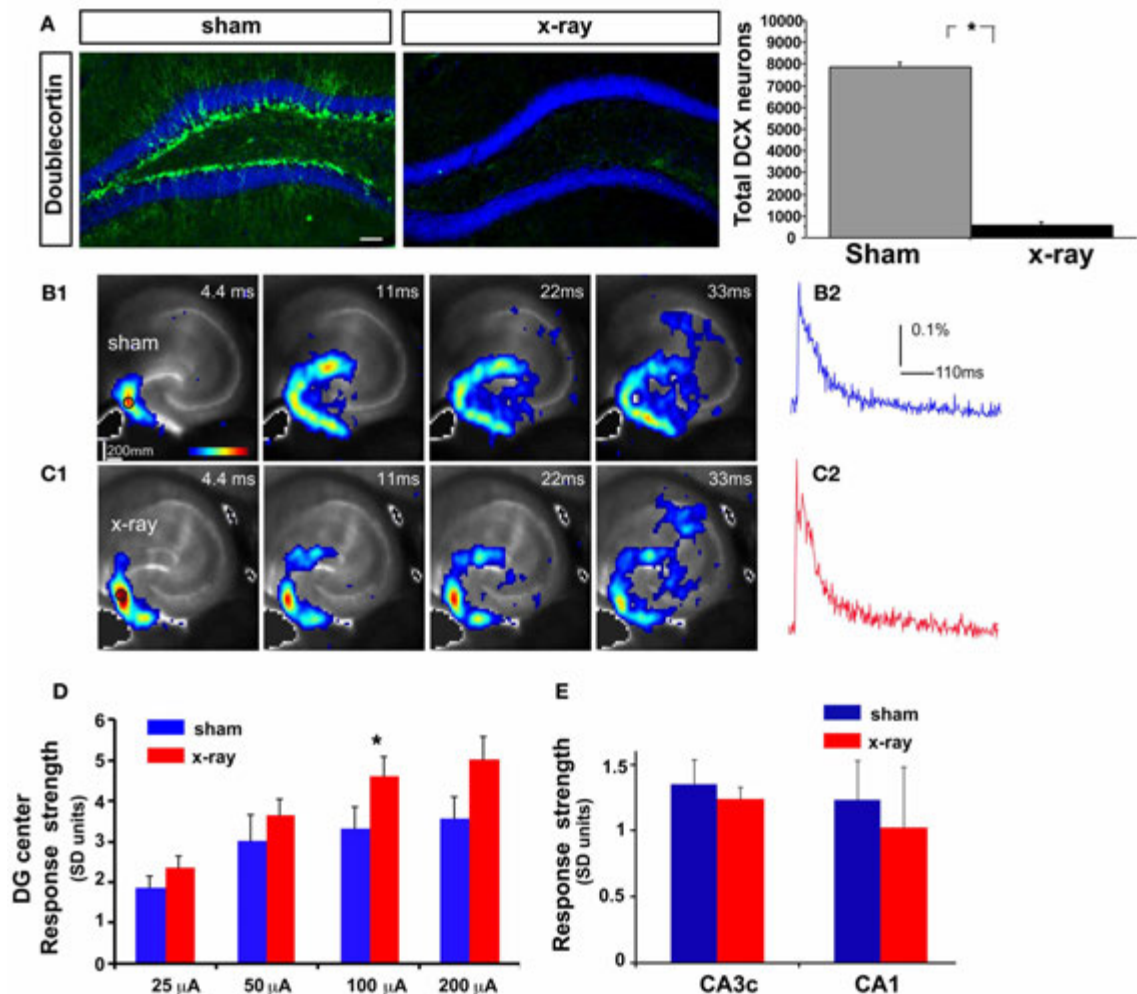 A
sham
x-ray
Doublecortin
Total DCX neurons
10000
9000
8000
7000
6000
5000
4000
3000
2000
1000
0
*
Sham
x-ray
B1
4.4 ms
11ms
22ms
33ms
sham
200mm
B2
0.1%
110ms
C1
4.4 ms
11ms
22ms
33ms
x-ray
C2
D
sham
x-ray
DG center
Response strength
(SD units)
6
5
4
3
2
1
0
*
25 µA
50 µA
100 µA
200 µA
E
sham
x-ray
Response strength
(SD units)
1.5
1
0.5
0
CA3c
CA1